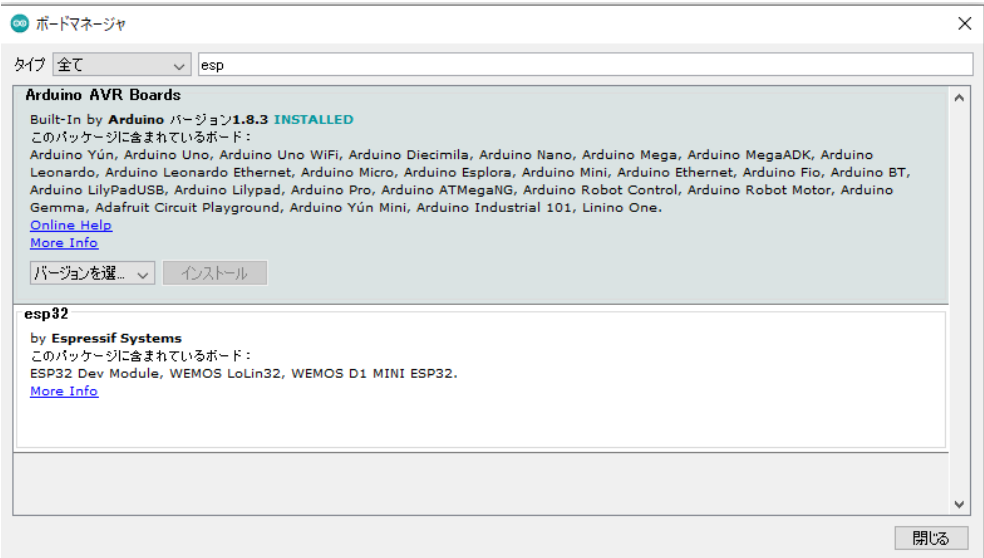 ボードマネージャ
タイプ 全て esp
Arduino AVR Boards
Built-In by Arduino バージョン1.8.3 INSTALLED
このパッケージに含まれているボード：
Arduino Yún, Arduino Uno, Arduino Uno WiFi, Arduino Diecimila, Arduino Nano, Arduino Mega, Arduino MegaADK, Arduino
Leonardo, Arduino Leonardo Ethernet, Arduino Micro, Arduino Esplora, Arduino Mini, Arduino Ethernet, Arduino Fio, Arduino BT,
Arduino LilyPadUSB, Arduino Lilypad, Arduino Pro, Arduino ATMegaNG, Arduino Robot Control, Arduino Robot Motor, Arduino
Gemma, Adafruit Circuit Playground, Arduino Yún Mini, Arduino Industrial 101, Linino One.
Online Help
More Info
バージョンを選... インストール
esp32
by Espressif Systems
このパッケージに含まれているボード：
ESP32 Dev Module, WEMOS LoLin32, WEMOS D1 MINI ESP32.
More Info
閉じる